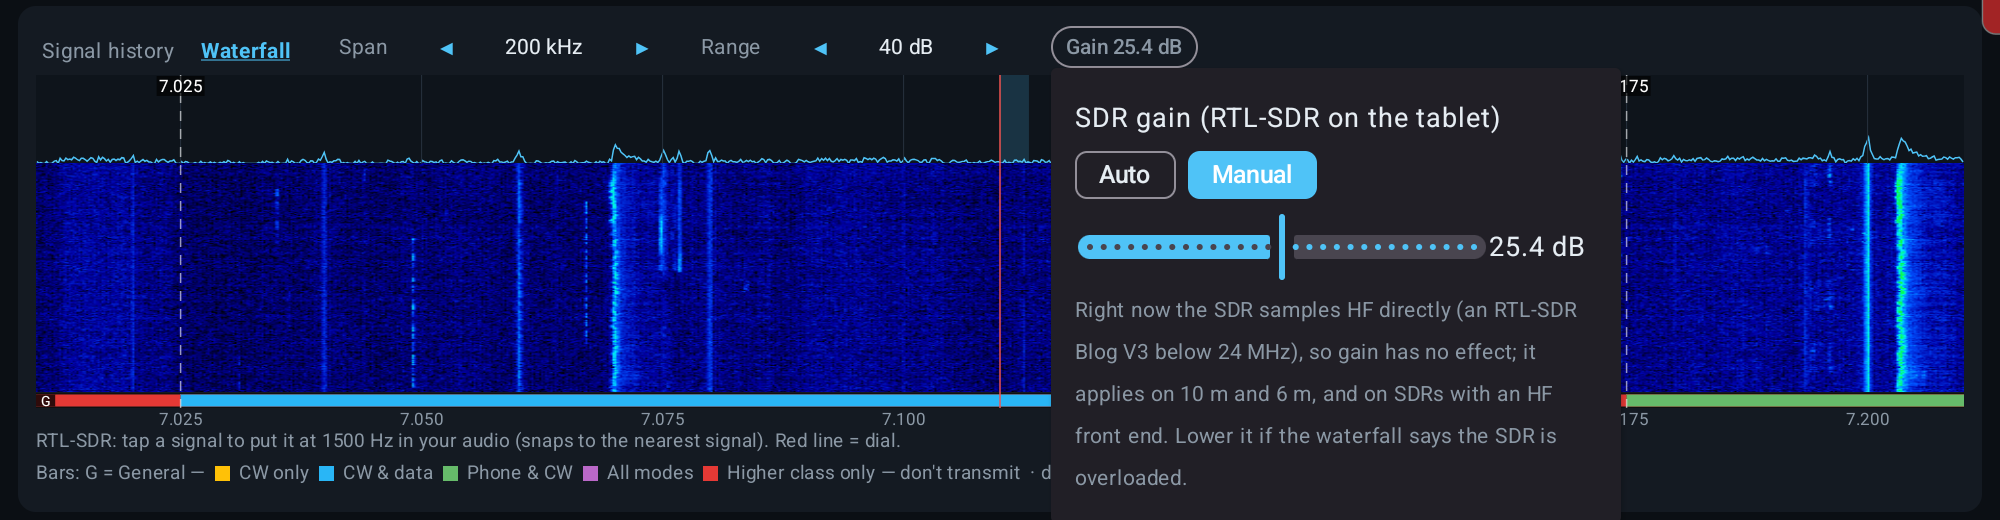 Signal history Waterfall Span ◀ 200 kHz ▶ Range ◀ 40 dB ▶ Gain 25.4 dB
7.025 175
SDR gain (RTL-SDR on the tablet)
Auto Manual
25.4 dB
Right now the SDR samples HF directly (an RTL-SDR
Blog V3 below 24 MHz), so gain has no effect; it
applies on 10 m and 6 m, and on SDRs with an HF
front end. Lower it if the waterfall says the SDR is
overloaded.
G
7.025 7.050 7.075 7.100 175 7.200
RTL-SDR: tap a signal to put it at 1500 Hz in your audio (snaps to the nearest signal). Red line = dial.
Bars: G = General — CW only CW & data Phone & CW All modes Higher class only — don't transmit · d